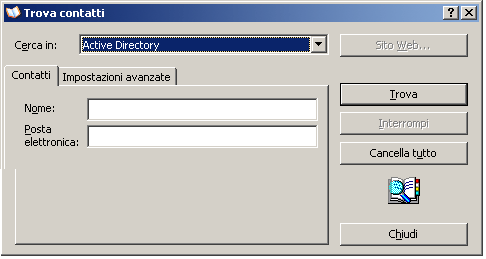 Trova contatti
Cerca in: Active Directory Sito Web...
Contatti Impostazioni avanzate
Trova
Nome:
Interrompi
Posta
elettronica:
Cancella tutto
Chiudi